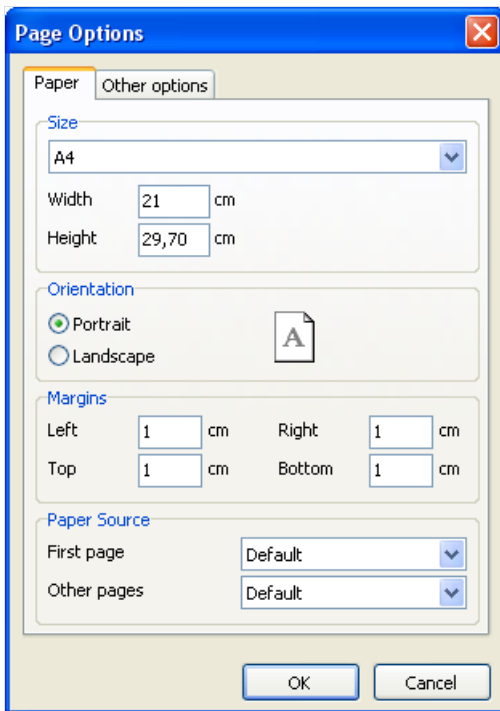 Page Options
Paper Other options
Size
A4
Width 21 cm
Height 29,70 cm
Orientation
Portrait
A
Landscape
Margins
Left 1 cm Right 1 cm
Top 1 cm Bottom 1 cm
Paper Source
First page Default
Other pages Default
OK Cancel